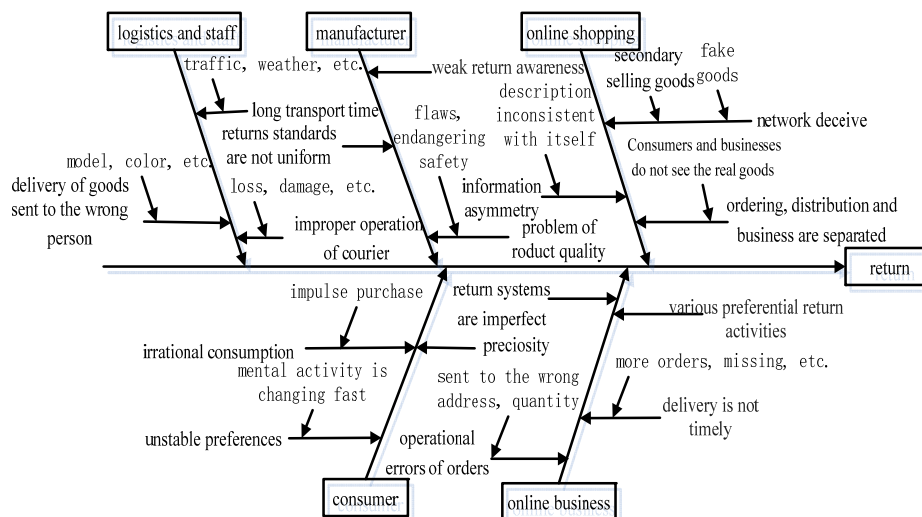 logistics and staff
manufacturer
online shopping
traffic, weather, etc.
long transport time
model, color, etc.
delivery of goods
sent to the wrong
person
loss, damage, etc.
improper operation
of courier
weak return awareness
returns standards
are not uniform
flaws,
endangering
safety
problem of
roduct quality
description
inconsistent
with itself
information
asymmetry
secondary
selling goods
fake
goods
network deceive
Consumers and businesses
do not see the real goods
ordering, distribution and
business are separated
return
impulse purchase
irrational consumption
mental activity is
changing fast
unstable preferences
preciosity
consumer
return systems
are imperfect
various preferential return
activities
more orders, missing, etc.
delivery is not
timely
sent to the wrong
address, quantity
operational
errors of orders
online business